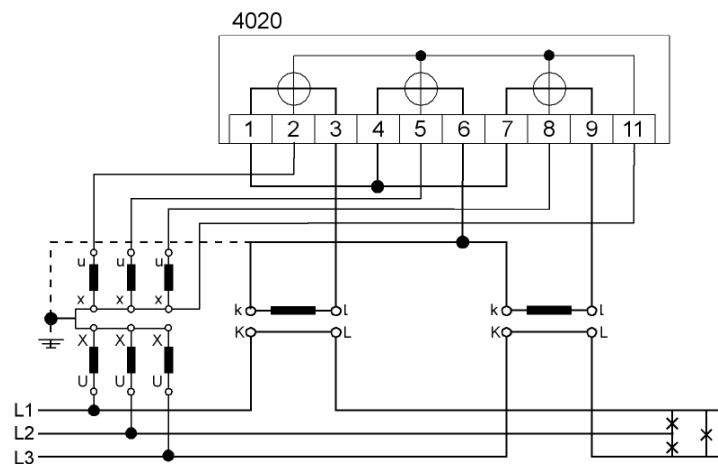 4020
1 2 3 4 5 6 7 8 9 11
u u u
x x x
k l k l
X X X
K L K L
U U U
L1
L2
L3